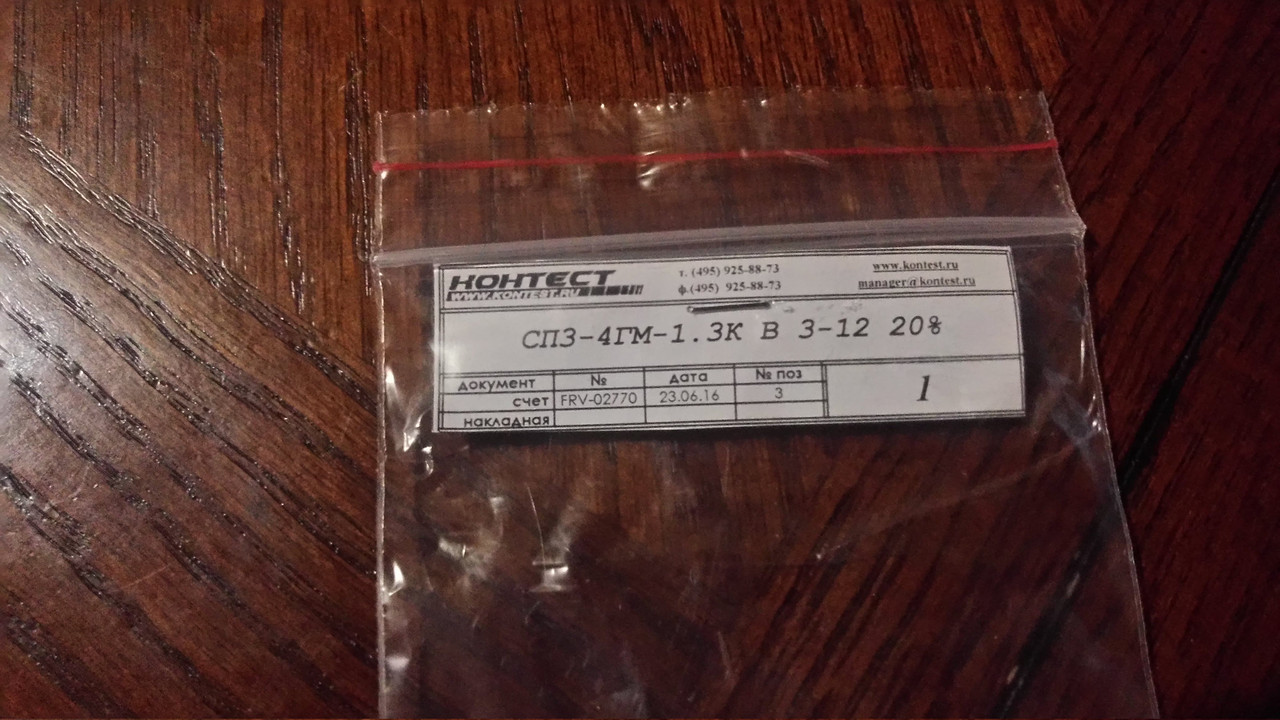 КОНТЕСТ
WWW.KONTEST.RU
т. (495) 925-88-73
ф.(495) 925-88-73
www.kontest.ru
manager@kontest.ru
СП3-4ГМ-1.3К В 3-12 20%
документ № дата № поз
счет FRV-02770 23.06.16 3
накладная
1